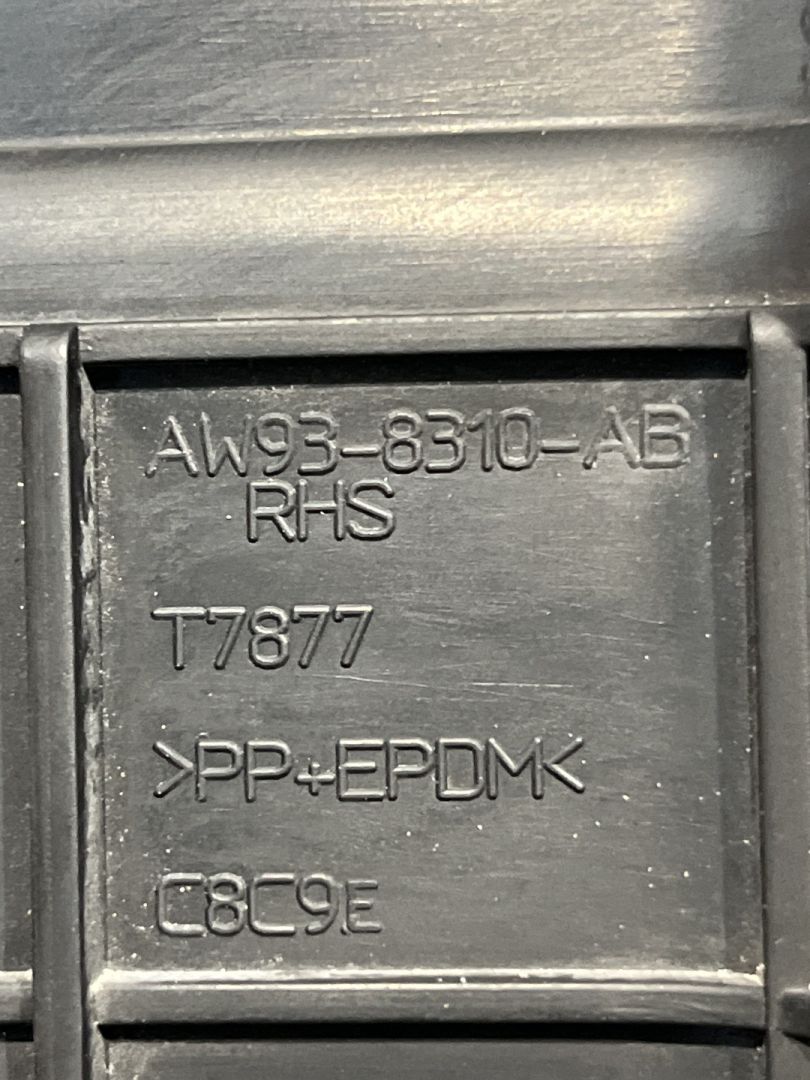 AW93-8310-AB
RHS
T7877
>PP+EPDM<
C8C9E